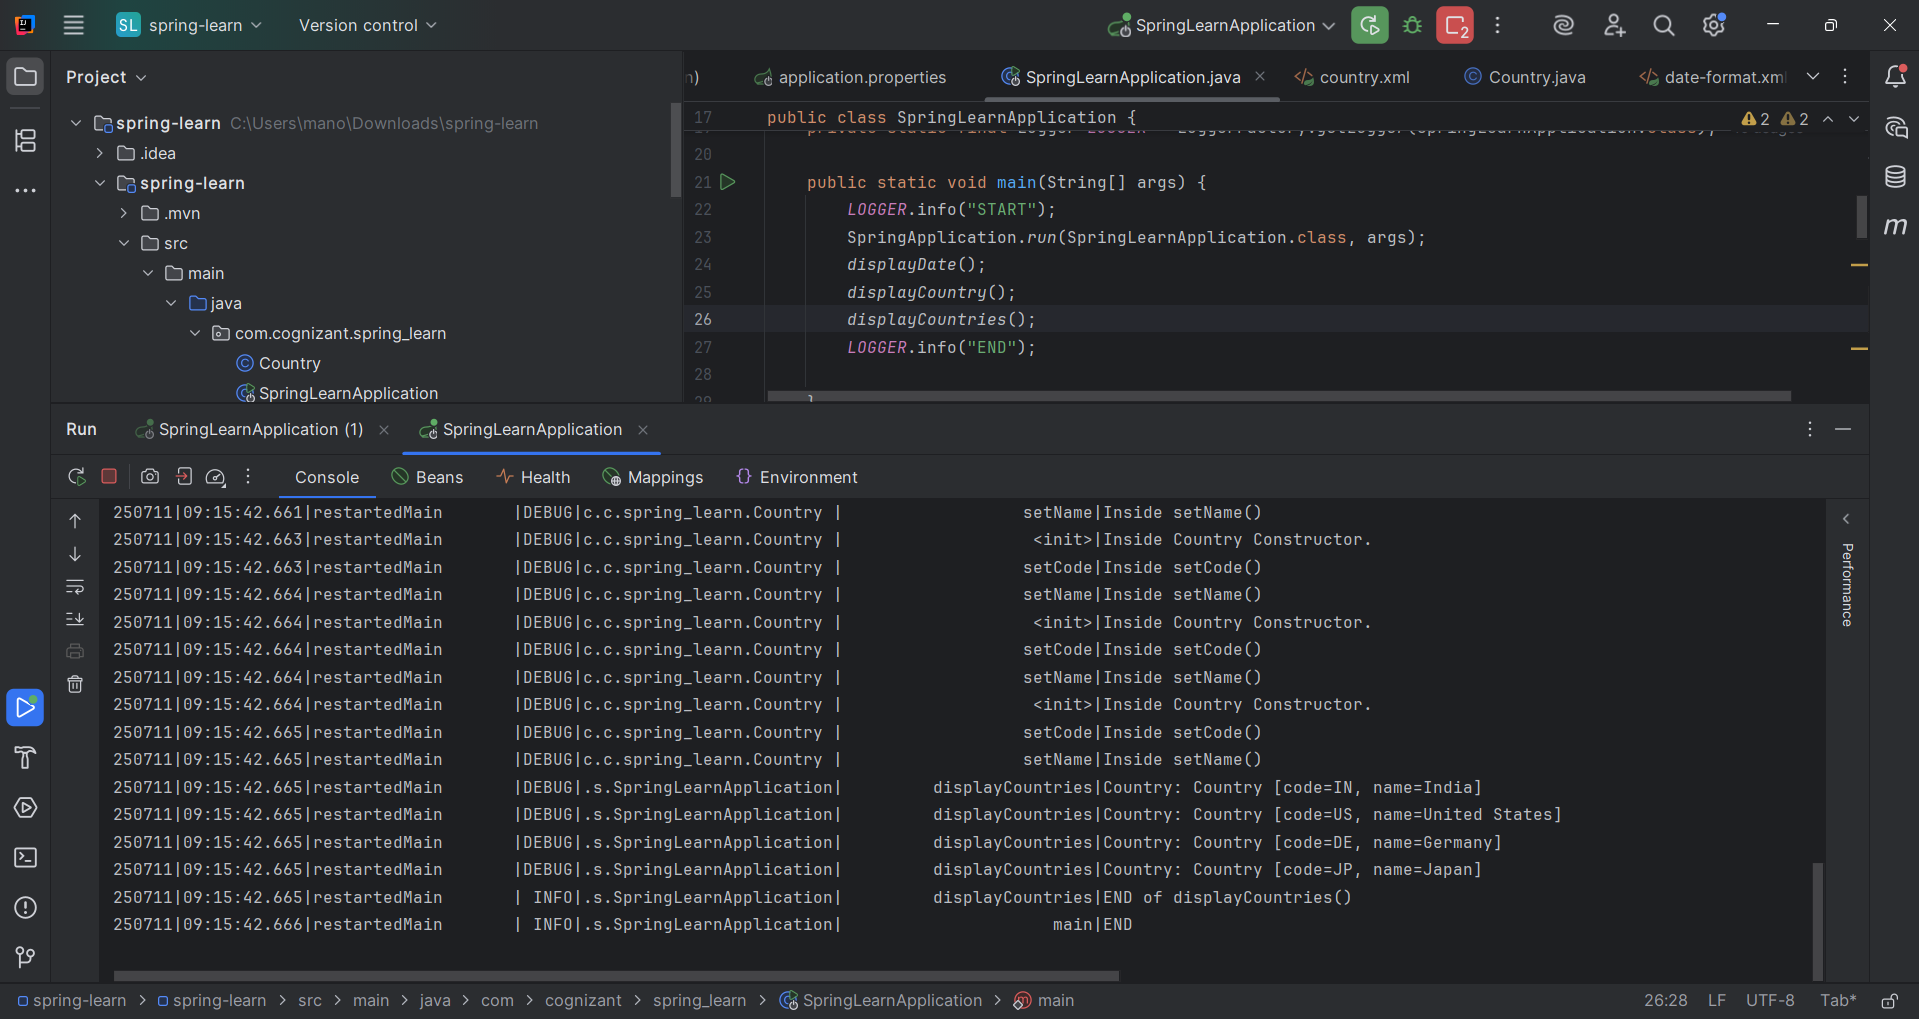 SL spring-learn Version control SpringLearnApplication 2
Project
n) application.properties SpringLearnApplication.java country.xml Country.java date-format.xml
spring-learn C:\Users\mano\Downloads\spring-learn
.idea
spring-learn
.mvn
src
main
java
com.cognizant.spring_learn
Country
SpringLearnApplication
17 public class SpringLearnApplication { 2 2
20
21 public static void main(String[] args) {
22 LOGGER.info("START");
23 SpringApplication.run(SpringLearnApplication.class, args);
24 displayDate();
25 displayCountry();
26 displayCountries();
27 LOGGER.info("END");
28
29 }
m
Run SpringLearnApplication (1) SpringLearnApplication
Console Beans Health Mappings Environment
250711|09:15:42.661|restartedMain |DEBUG|c.c.spring_learn.Country | setName|Inside setName()
250711|09:15:42.663|restartedMain |DEBUG|c.c.spring_learn.Country | <init>|Inside Country Constructor.
250711|09:15:42.663|restartedMain |DEBUG|c.c.spring_learn.Country | setCode|Inside setCode()
250711|09:15:42.664|restartedMain |DEBUG|c.c.spring_learn.Country | setName|Inside setName()
250711|09:15:42.664|restartedMain |DEBUG|c.c.spring_learn.Country | <init>|Inside Country Constructor.
250711|09:15:42.664|restartedMain |DEBUG|c.c.spring_learn.Country | setCode|Inside setCode()
250711|09:15:42.664|restartedMain |DEBUG|c.c.spring_learn.Country | setName|Inside setName()
250711|09:15:42.664|restartedMain |DEBUG|c.c.spring_learn.Country | <init>|Inside Country Constructor.
250711|09:15:42.665|restartedMain |DEBUG|c.c.spring_learn.Country | setCode|Inside setCode()
250711|09:15:42.665|restartedMain |DEBUG|c.c.spring_learn.Country | setName|Inside setName()
250711|09:15:42.665|restartedMain |DEBUG|.s.SpringLearnApplication| displayCountries|Country: Country [code=IN, name=India]
250711|09:15:42.665|restartedMain |DEBUG|.s.SpringLearnApplication| displayCountries|Country: Country [code=US, name=United States]
250711|09:15:42.665|restartedMain |DEBUG|.s.SpringLearnApplication| displayCountries|Country: Country [code=DE, name=Germany]
250711|09:15:42.665|restartedMain |DEBUG|.s.SpringLearnApplication| displayCountries|Country: Country [code=JP, name=Japan]
250711|09:15:42.665|restartedMain | INFO|.s.SpringLearnApplication| displayCountries|END of displayCountries()
250711|09:15:42.666|restartedMain | INFO|.s.SpringLearnApplication| main|END
Performance
spring-learn > spring-learn > src > main > java > com > cognizant > spring_learn > SpringLearnApplication > main 26:28 LF UTF-8 Tab*